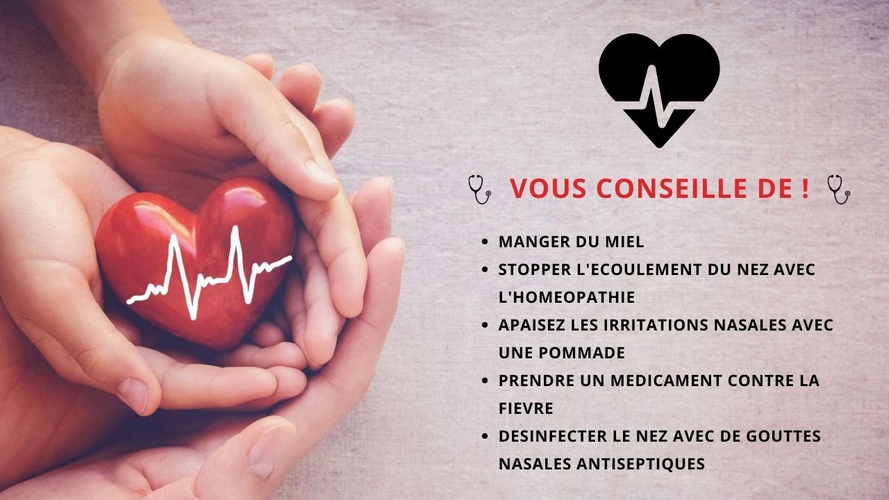 VOUS CONSEILLE DE !
MANGER DU MIEL
STOPPER L'ECOULEMENT DU NEZ AVEC
L'HOMEOPATHIE
APAISEZ LES IRRITATIONS NASALES AVEC
UNE POMMADE
PRENDRE UN MEDICAMENT CONTRE LA
FIEVRE
DESINFECTER LE NEZ AVEC DE GOUTTES
NASALES ANTISEPTIQUES